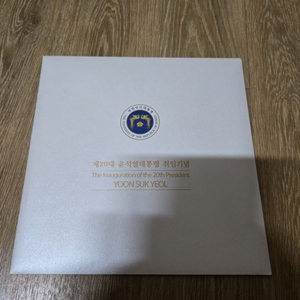 제20대 윤석열대통령 취임기념
The Inauguration of the 20th President
YOON SUK YEOL